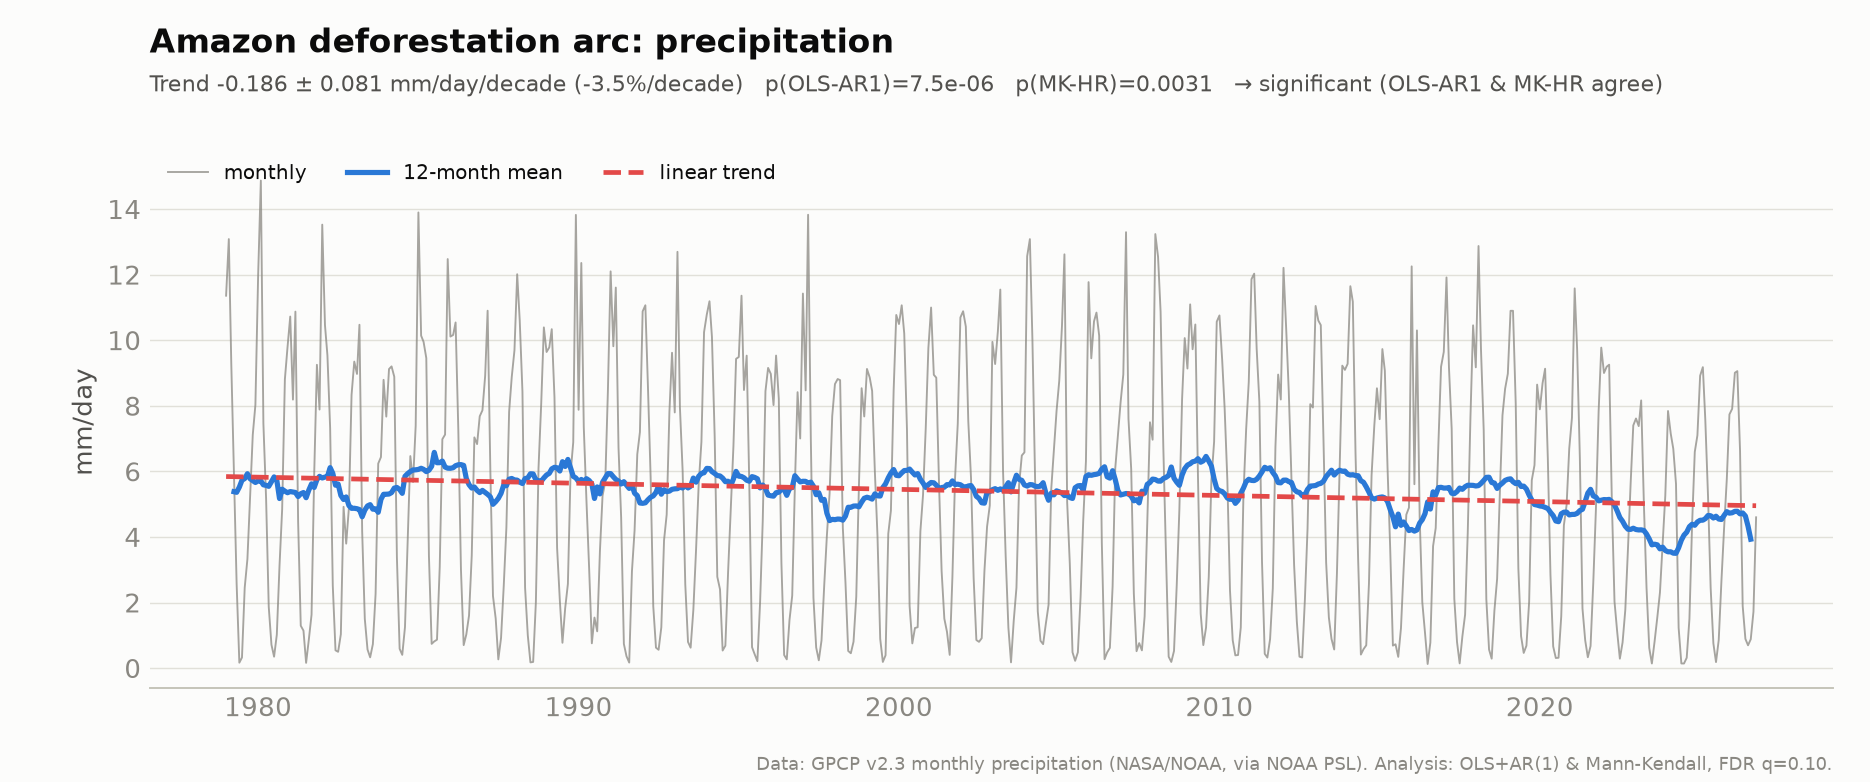 Amazon deforestation arc: precipitation
Trend -0.186 ± 0.081 mm/day/decade (-3.5%/decade)   p(OLS-AR1)=7.5e-06   p(MK-HR)=0.0031   → significant (OLS-AR1 & MK-HR agree)
monthly   12-month mean   linear trend
14
12
10
8
6
4
2
0
mm/day
1980   1990   2000   2010   2020
Data: GPCP v2.3 monthly precipitation (NASA/NOAA, via NOAA PSL). Analysis: OLS+AR(1) & Mann-Kendall, FDR q=0.10.